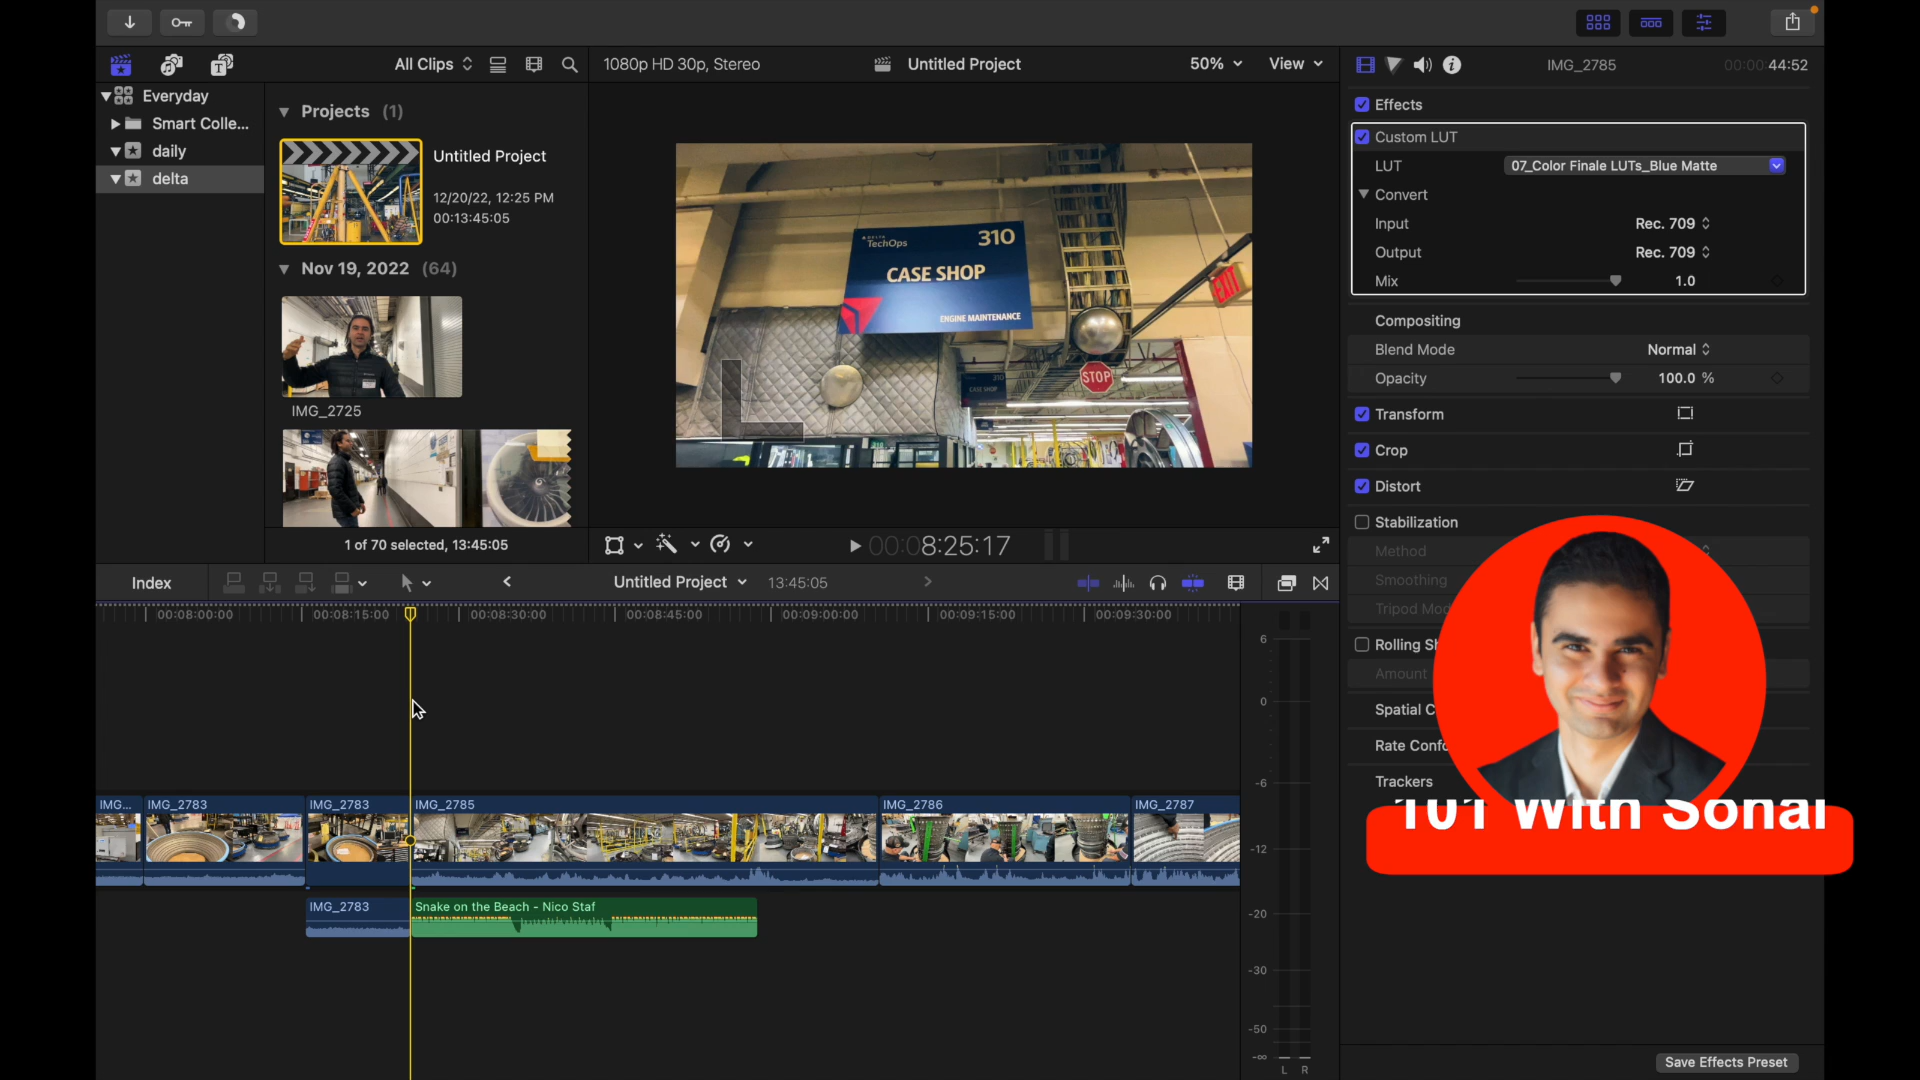 All Clips
1080p HD 30p, Stereo
Untitled Project
50%
View
IMG_2785
00:00:44:52
Everyday
Smart Colle...
daily
delta
Projects (1)
Untitled Project
12/20/22, 12:25 PM
00:13:45:05
Nov 19, 2022 (64)
IMG_2725
1 of 70 selected, 13:45:05
DELTA
TechOps
310
CASE SHOP
ENGINE MAINTENANCE
EXIT
310
CASE SHOP
STOP
00:08:25:17
Effects
Custom LUT
LUT
07_Color Finale LUTs_Blue Matte
Convert
Input
Rec. 709
Output
Rec. 709
Mix
1.0
Compositing
Blend Mode
Normal
Opacity
100.0 %
Transform
Crop
Distort
Stabilization
Method
Smoothing
Tripod Mod
Rolling Sh
Amount
Spatial C
Rate Confo
Trackers
101 With Sonal
Save Effects Preset
Index
Untitled Project
13:45:05
00:08:00:00
00:08:15:00
00:08:30:00
00:08:45:00
00:09:00:00
00:09:15:00
00:09:30:00
IMG...
IMG_2783
IMG_2783
IMG_2785
IMG_2786
IMG_2787
IMG_2783
Snake on the Beach - Nico Staf
6
0
-6
-12
-20
-30
-50
-∞
L R